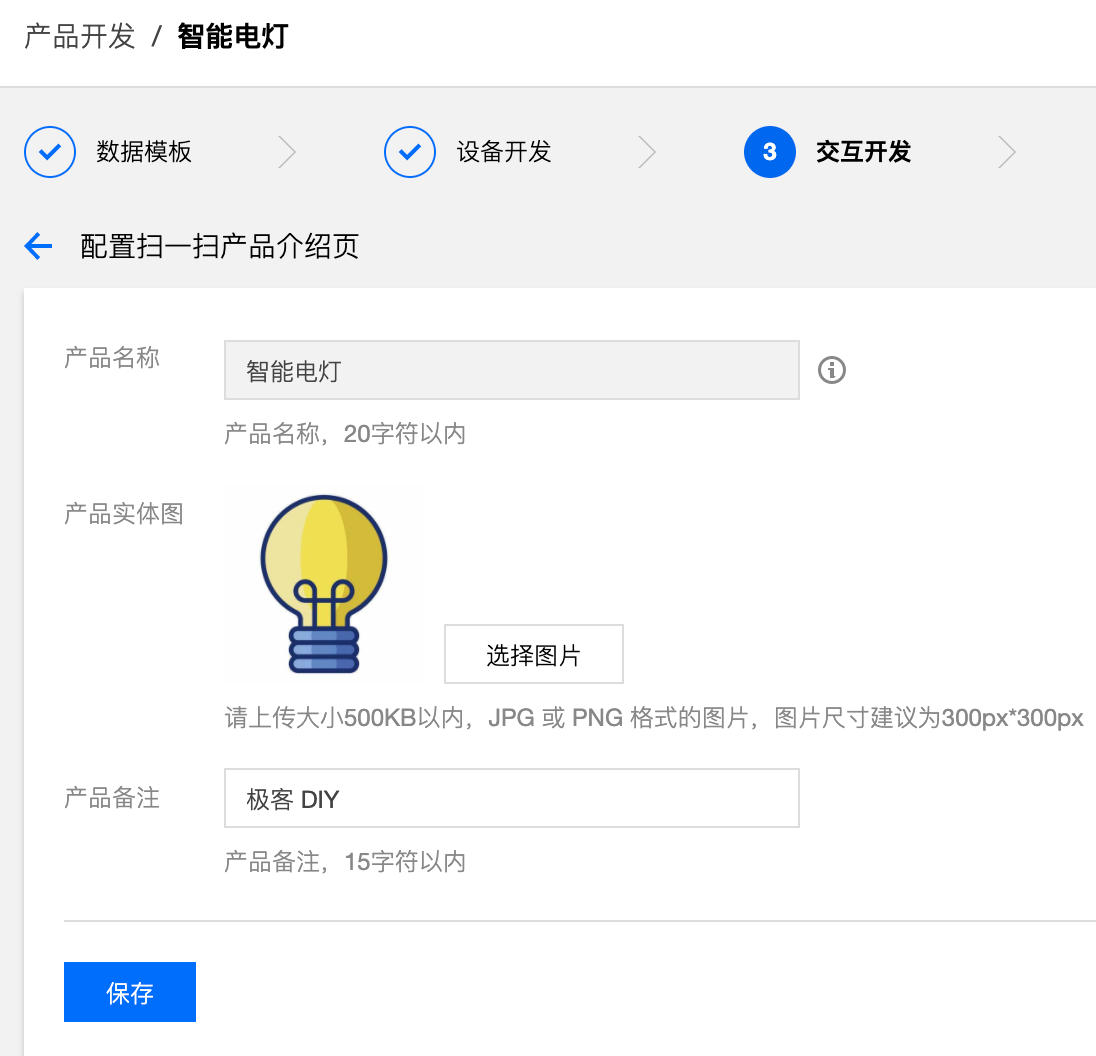 产品开发 / 智能电灯
数据模板
设备开发
3 交互开发
配置扫一扫产品介绍页
产品名称
智能电灯
产品名称，20字符以内
产品实体图
选择图片
请上传大小500KB以内，JPG 或 PNG 格式的图片，图片尺寸建议为300px*300px
产品备注
极客 DIY
产品备注，15字符以内
保存